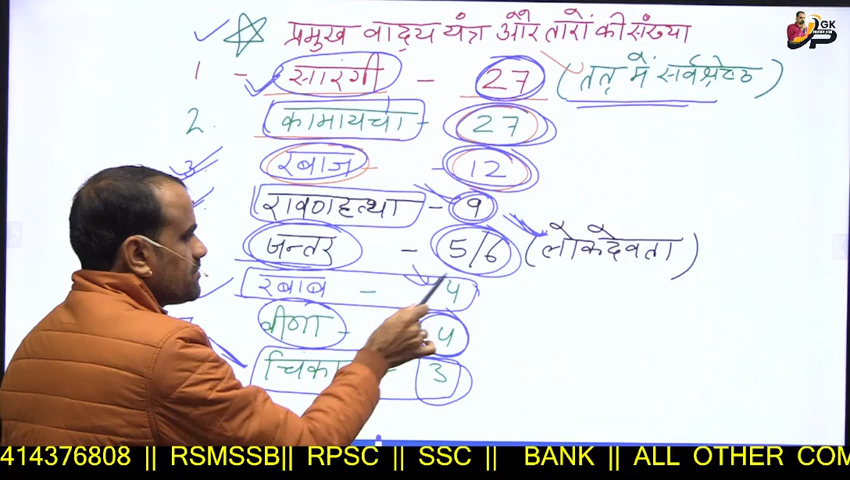 प्रमुख वाद्य यंत्र और तारों की संख्या
1 - सारंगी - 27 (तत् में सर्वश्रेष्ठ)
2. कामायचा - 27
3. रबाज - 12
रावणहत्था - 9
जन्तर - 5/6 (लोकदेवता)
रबाब - 4
वीणा - 4
चिका - 3
GK
414376808 || RSMSSB|| RPSC || SSC || BANK || ALL OTHER COM